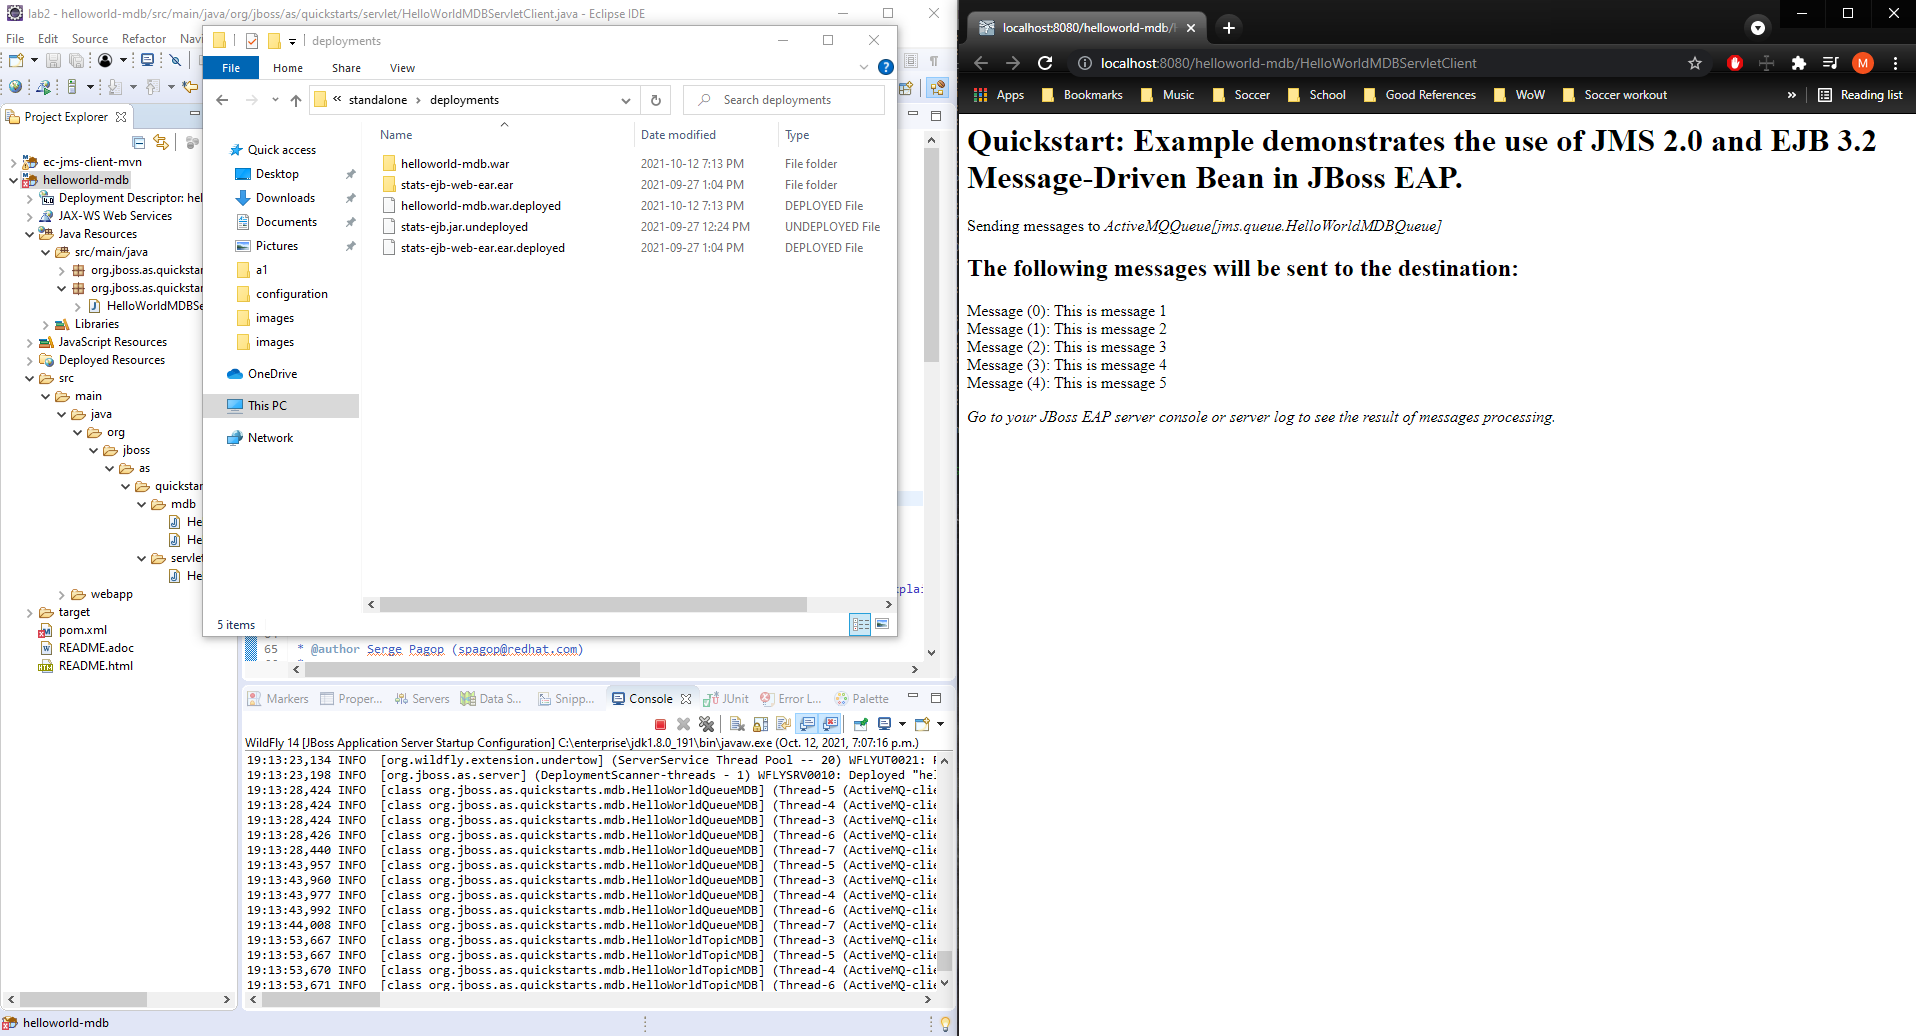 lab2 - helloworld-mdb/src/main/java/org/jboss/as/quickstarts/servlet/HelloWorldMDBServletClient.java - Eclipse IDE
File Edit Source Refactor
deployments
File Home Share View
standalone deployments
Search deployments
Name Date modified Type
Quick access
Desktop
Downloads
Documents
Pictures
a1
configuration
images
images
OneDrive
This PC
Network
helloworld-mdb.war 2021-10-12 7:13 PM File folder
stats-ejb-web-ear.ear 2021-09-27 1:04 PM File folder
helloworld-mdb.war.deployed 2021-10-12 7:13 PM DEPLOYED File
stats-ejb.jar.undeployed 2021-09-27 12:24 PM UNDEPLOYED File
stats-ejb-web-ear.ear.deployed 2021-09-27 1:04 PM DEPLOYED File
5 items
Project Explorer
ec-jms-client-mvn
helloworld-mdb
Deployment Descriptor: hel
JAX-WS Web Services
Java Resources
src/main/java
org.jboss.as.quickstar
org.jboss.as.quickstar
HelloWorldMDBSe
Libraries
JavaScript Resources
Deployed Resources
src
main
java
org
jboss
as
quickstar
mdb
He
He
servlet
He
webapp
target
pom.xml
README.adoc
README.html
65 * @author Serge Pagop (spagop@redhat.com)
Markers Proper... Servers Data S... Snipp... Console JUnit Error L... Palette
WildFly 14 [JBoss Application Server Startup Configuration] C:\enterprise\jdk1.8.0_191\bin\javaw.exe (Oct. 12, 2021, 7:07:16 p.m.)
19:13:23,134 INFO [org.wildfly.extension.undertow] (ServerService Thread Pool -- 20) WFLYUT0021: R
19:13:23,198 INFO [org.jboss.as.server] (DeploymentScanner-threads - 1) WFLYSRV0010: Deployed "hel
19:13:28,424 INFO [class org.jboss.as.quickstarts.mdb.HelloWorldQueueMDB] (Thread-5 (ActiveMQ-clie
19:13:28,424 INFO [class org.jboss.as.quickstarts.mdb.HelloWorldQueueMDB] (Thread-4 (ActiveMQ-clie
19:13:28,424 INFO [class org.jboss.as.quickstarts.mdb.HelloWorldQueueMDB] (Thread-3 (ActiveMQ-clie
19:13:28,426 INFO [class org.jboss.as.quickstarts.mdb.HelloWorldQueueMDB] (Thread-6 (ActiveMQ-clie
19:13:28,440 INFO [class org.jboss.as.quickstarts.mdb.HelloWorldQueueMDB] (Thread-7 (ActiveMQ-clie
19:13:43,957 INFO [class org.jboss.as.quickstarts.mdb.HelloWorldQueueMDB] (Thread-5 (ActiveMQ-clie
19:13:43,960 INFO [class org.jboss.as.quickstarts.mdb.HelloWorldQueueMDB] (Thread-3 (ActiveMQ-clie
19:13:43,977 INFO [class org.jboss.as.quickstarts.mdb.HelloWorldQueueMDB] (Thread-4 (ActiveMQ-clie
19:13:43,992 INFO [class org.jboss.as.quickstarts.mdb.HelloWorldQueueMDB] (Thread-6 (ActiveMQ-clie
19:13:44,008 INFO [class org.jboss.as.quickstarts.mdb.HelloWorldQueueMDB] (Thread-7 (ActiveMQ-clie
19:13:53,667 INFO [class org.jboss.as.quickstarts.mdb.HelloWorldTopicMDB] (Thread-3 (ActiveMQ-clie
19:13:53,667 INFO [class org.jboss.as.quickstarts.mdb.HelloWorldTopicMDB] (Thread-5 (ActiveMQ-clie
19:13:53,670 INFO [class org.jboss.as.quickstarts.mdb.HelloWorldTopicMDB] (Thread-4 (ActiveMQ-clie
19:13:53,671 INFO [class org.jboss.as.quickstarts.mdb.HelloWorldTopicMDB] (Thread-6 (ActiveMQ-clie
helloworld-mdb
localhost:8080/helloworld-mdb/
localhost:8080/helloworld-mdb/HelloWorldMDBServletClient
M
Apps Bookmarks Music Soccer School Good References WoW Soccer workout » Reading list
Quickstart: Example demonstrates the use of JMS 2.0 and EJB 3.2
Message-Driven Bean in JBoss EAP.
Sending messages to ActiveMQQueue[jms.queue.HelloWorldMDBQueue]
The following messages will be sent to the destination:
Message (0): This is message 1
Message (1): This is message 2
Message (2): This is message 3
Message (3): This is message 4
Message (4): This is message 5
Go to your JBoss EAP server console or server log to see the result of messages processing.